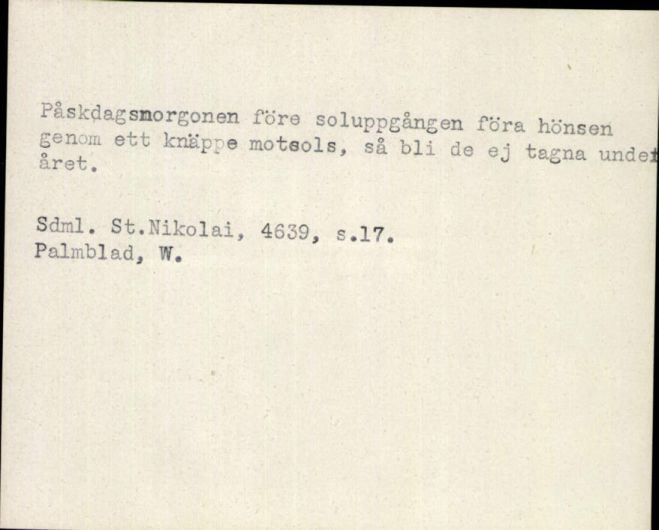 Påskdagsmorgonen före soluppgången föra hönsen
genom ett knäppe motsols, så bli de ej tagna under
året.
Sdml. St.Nikolai, 4639, s.17.
Palmblad, W.